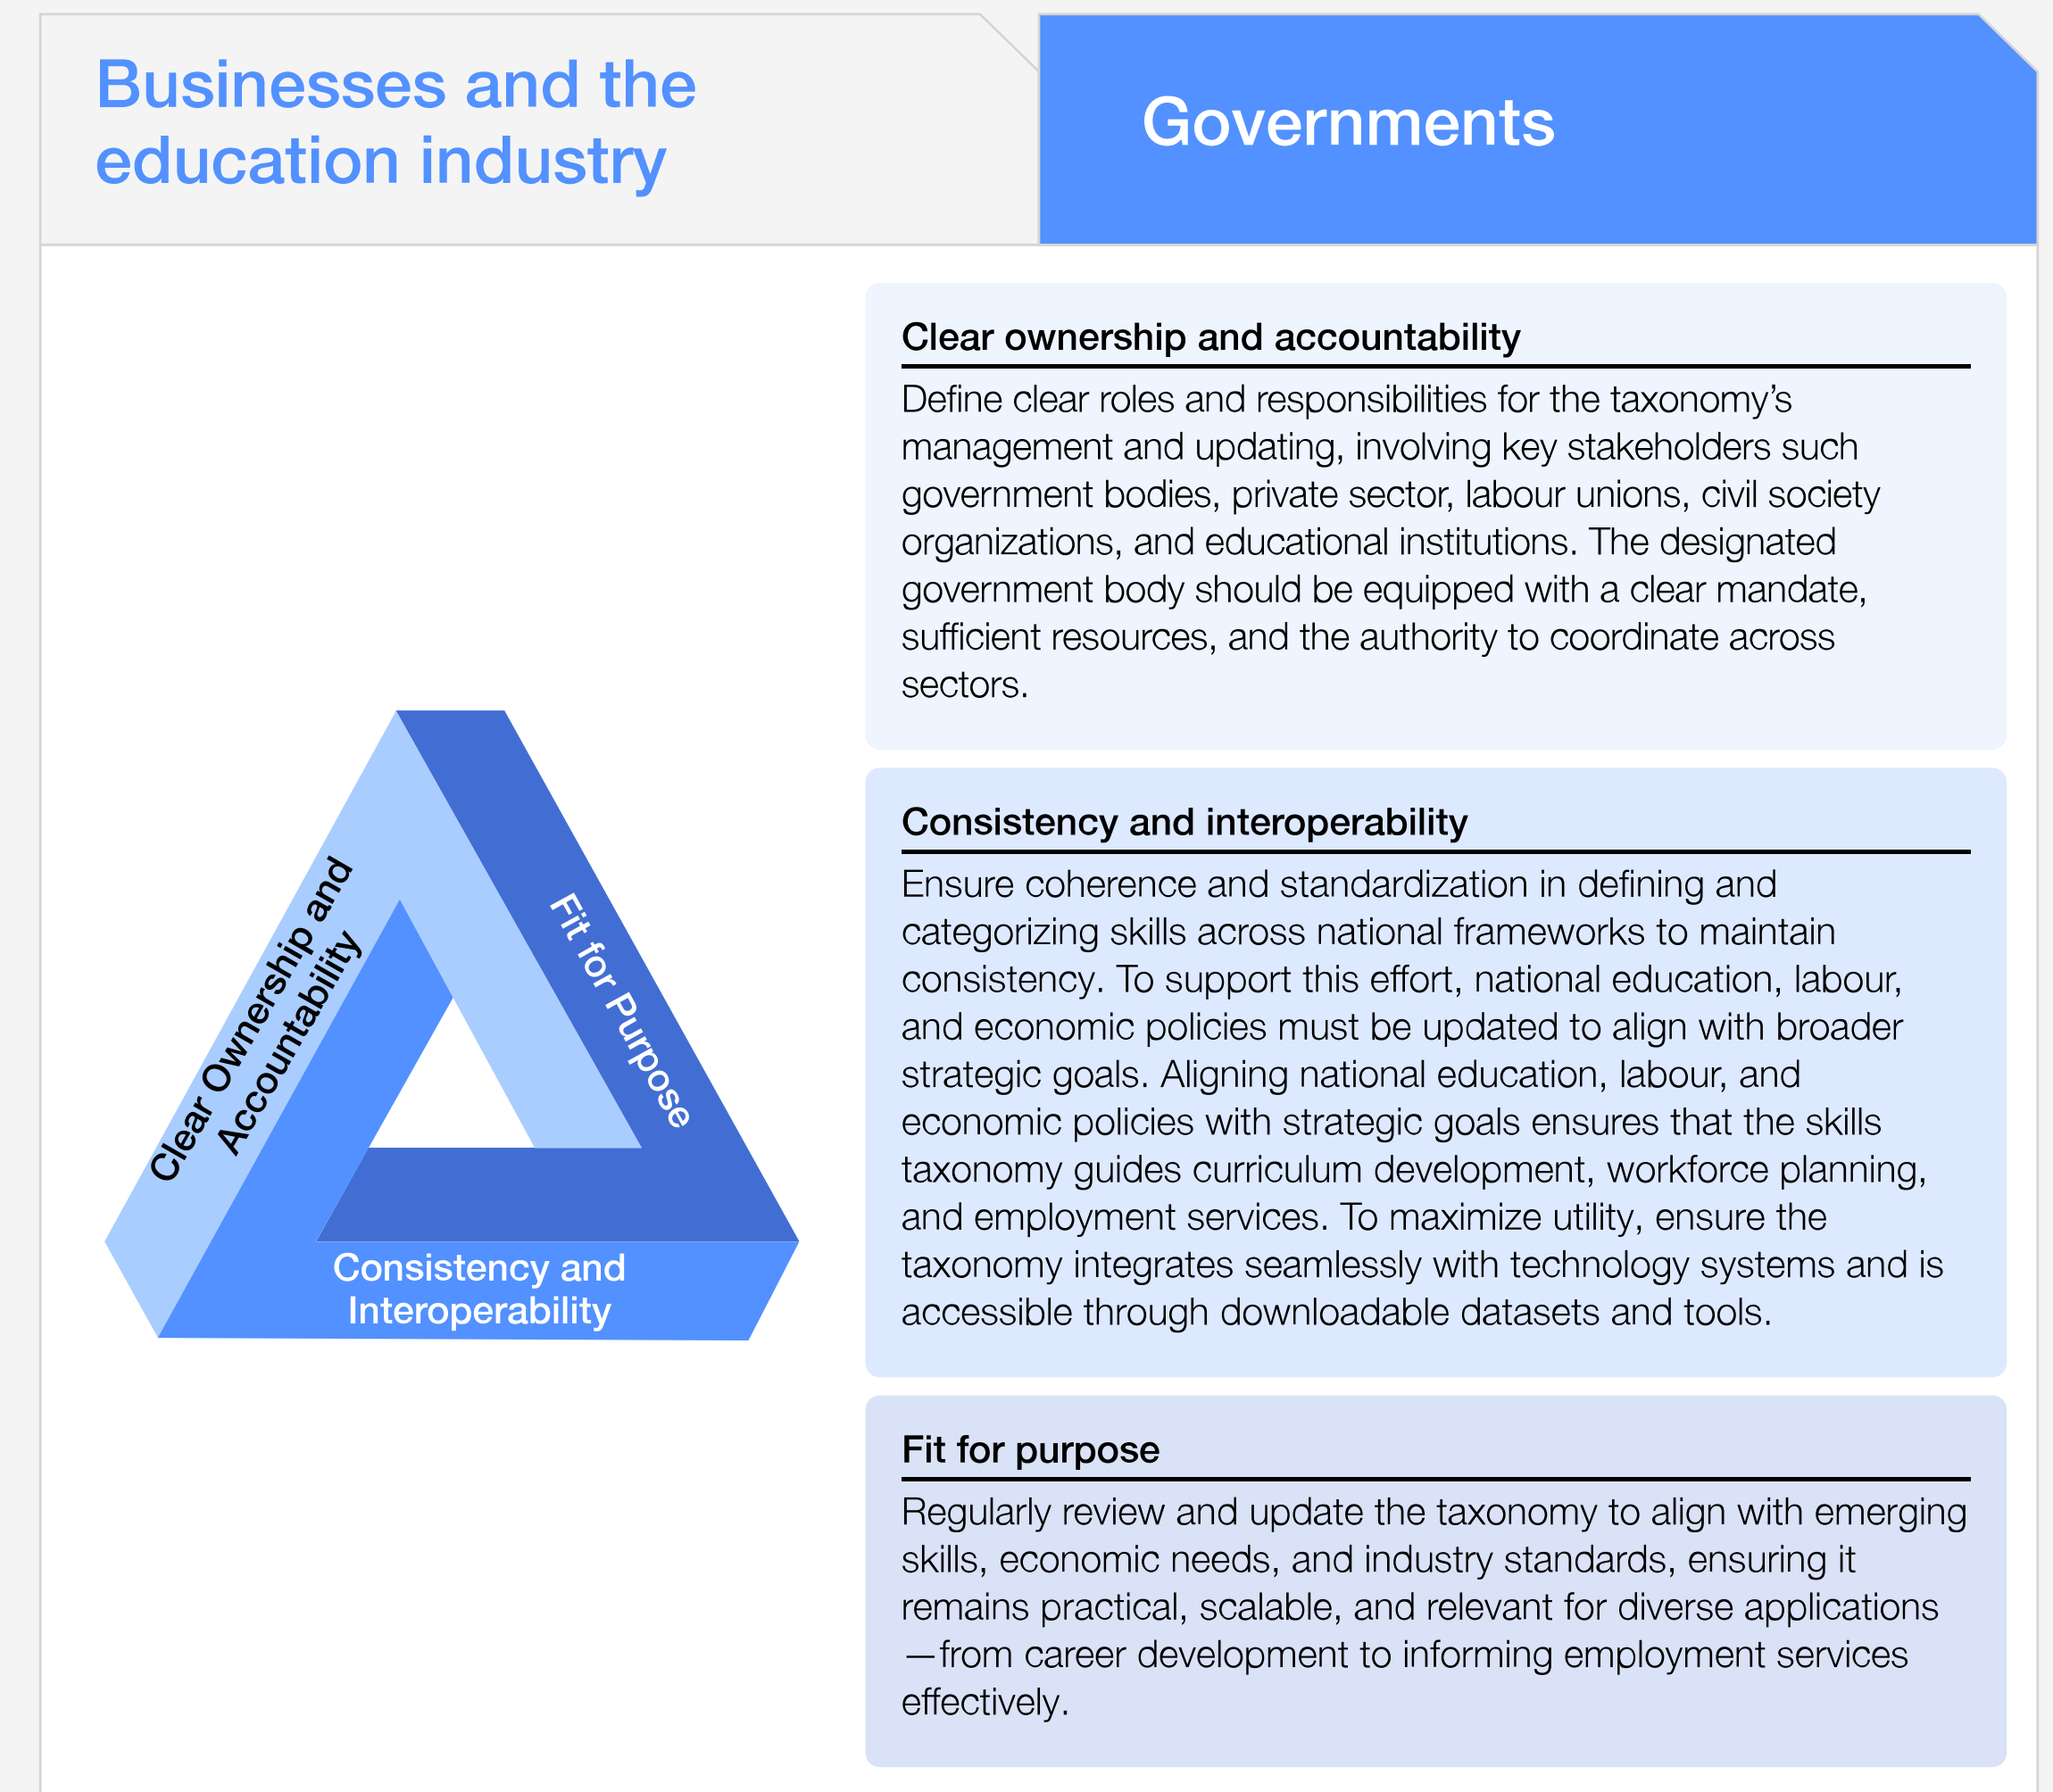 Businesses and the
education industry
Governments
Clear Ownership and
Accountability
Fit for Purpose
Consistency and
Interoperability
Clear ownership and accountability
Define clear roles and responsibilities for the taxonomy’s
management and updating, involving key stakeholders such
government bodies, private sector, labour unions, civil society
organizations, and educational institutions. The designated
government body should be equipped with a clear mandate,
sufficient resources, and the authority to coordinate across
sectors.
Consistency and interoperability
Ensure coherence and standardization in defining and
categorizing skills across national frameworks to maintain
consistency. To support this effort, national education, labour,
and economic policies must be updated to align with broader
strategic goals. Aligning national education, labour, and
economic policies with strategic goals ensures that the skills
taxonomy guides curriculum development, workforce planning,
and employment services. To maximize utility, ensure the
taxonomy integrates seamlessly with technology systems and is
accessible through downloadable datasets and tools.
Fit for purpose
Regularly review and update the taxonomy to align with emerging
skills, economic needs, and industry standards, ensuring it
remains practical, scalable, and relevant for diverse applications
—from career development to informing employment services
effectively.